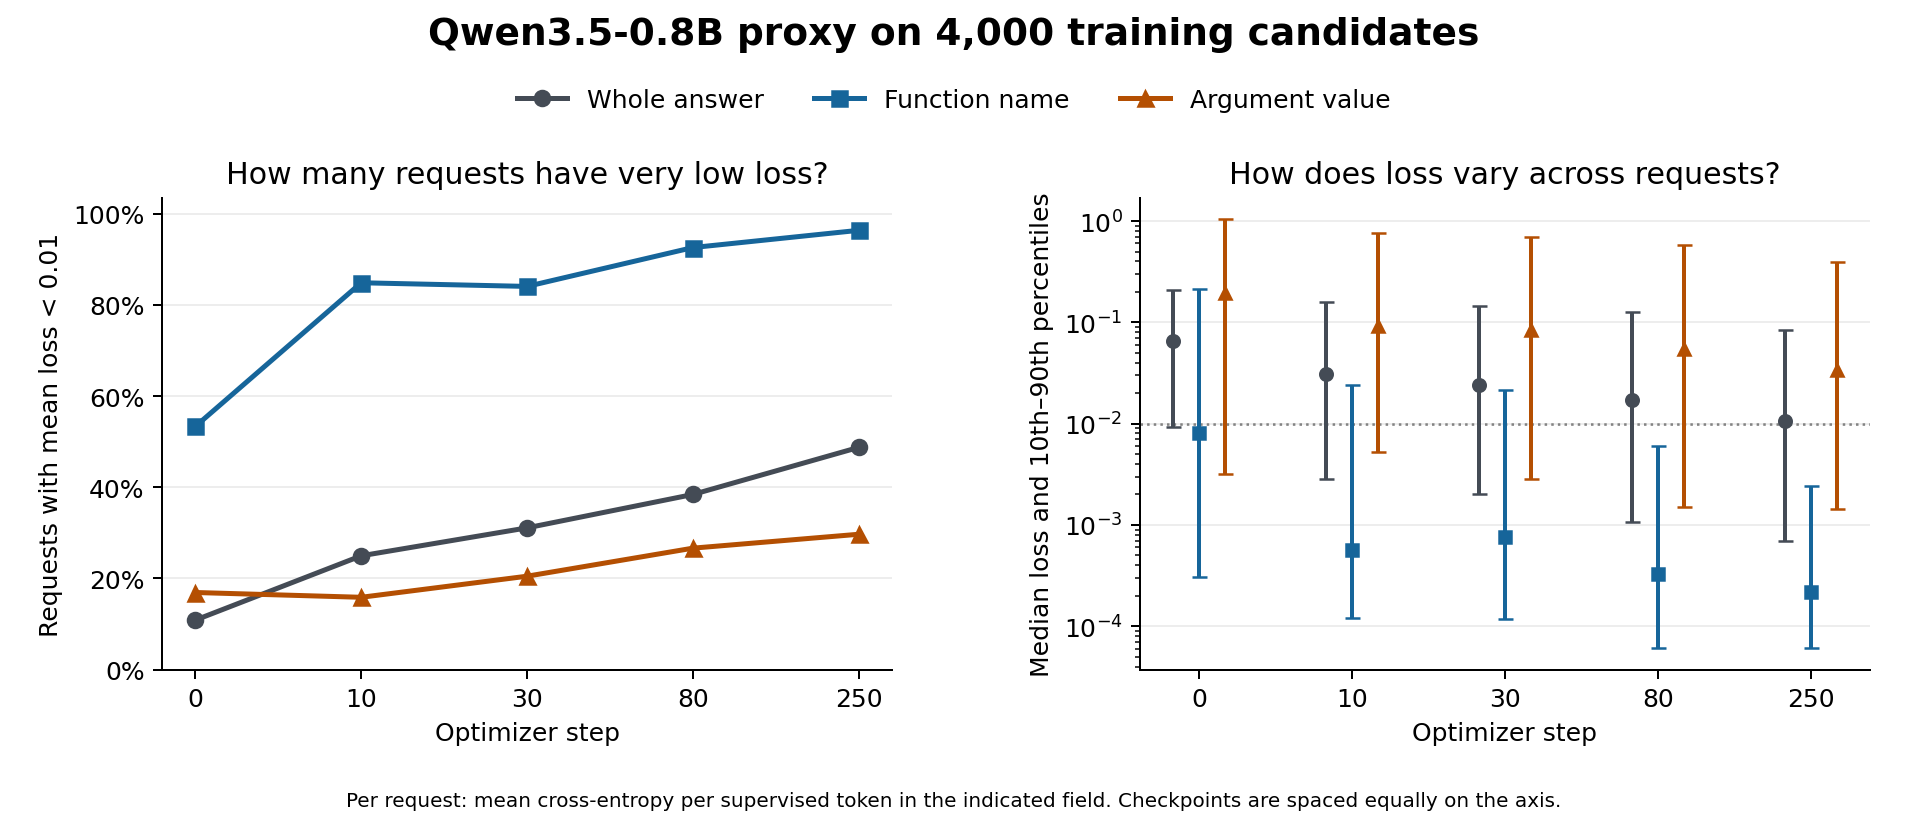 Qwen3.5-0.8B proxy on 4,000 training candidates
Whole answer
Function name
Argument value
How many requests have very low loss?
Requests with mean loss < 0.01
100%
80%
60%
40%
20%
0%
0
10
30
80
250
Optimizer step
How does loss vary across requests?
Median loss and 10th–90th percentiles
10⁰
10⁻¹
10⁻²
10⁻³
10⁻⁴
0
10
30
80
250
Optimizer step
Per request: mean cross-entropy per supervised token in the indicated field. Checkpoints are spaced equally on the axis.